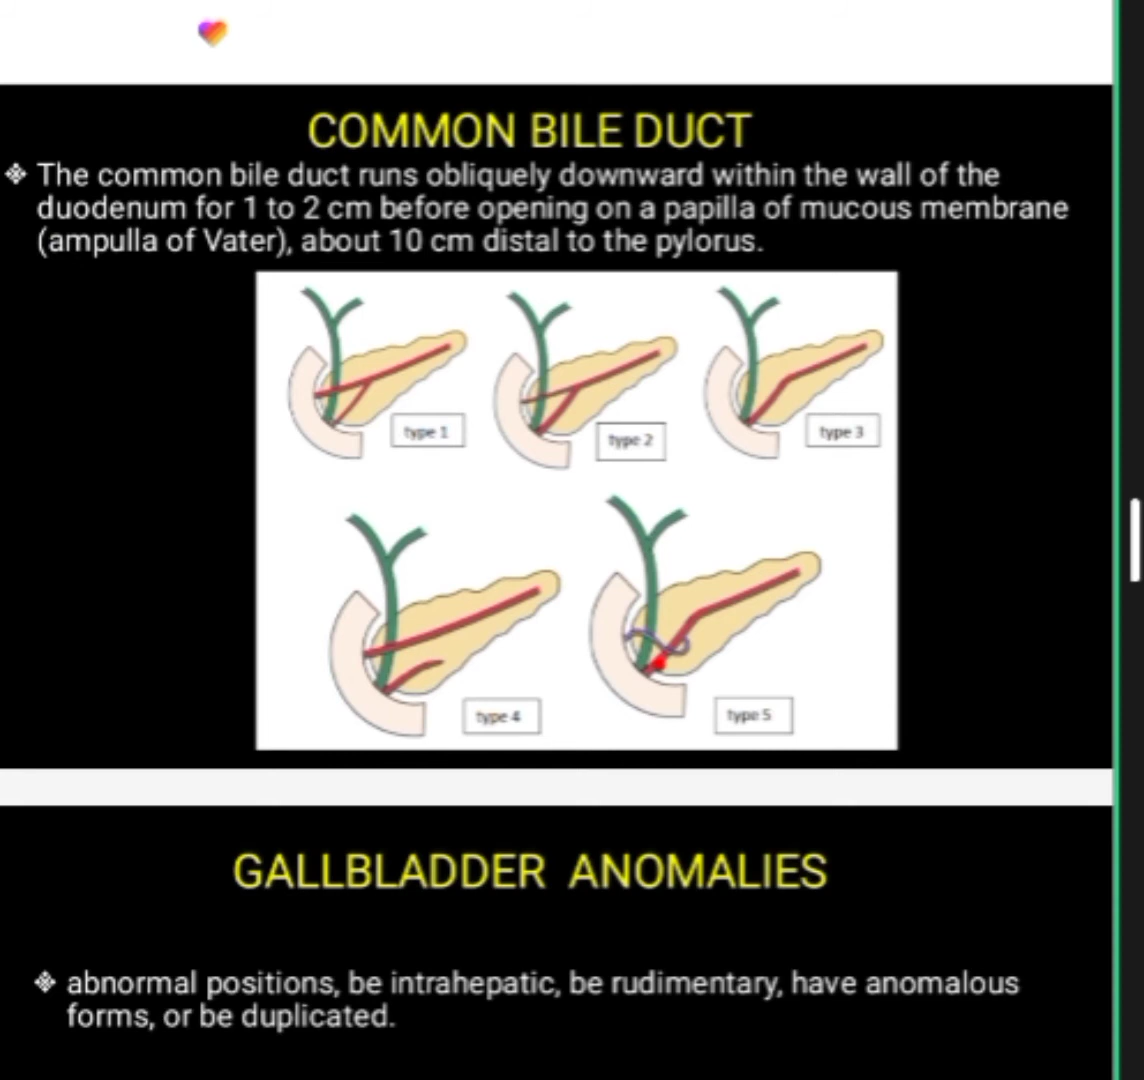 COMMON BILE DUCT
❖ The common bile duct runs obliquely downward within the wall of the
duodenum for 1 to 2 cm before opening on a papilla of mucous membrane
(ampulla of Vater), about 10 cm distal to the pylorus.
type 1
type 2
type 3
type 4
type 5
GALLBLADDER ANOMALIES
❖ abnormal positions, be intrahepatic, be rudimentary, have anomalous
forms, or be duplicated.